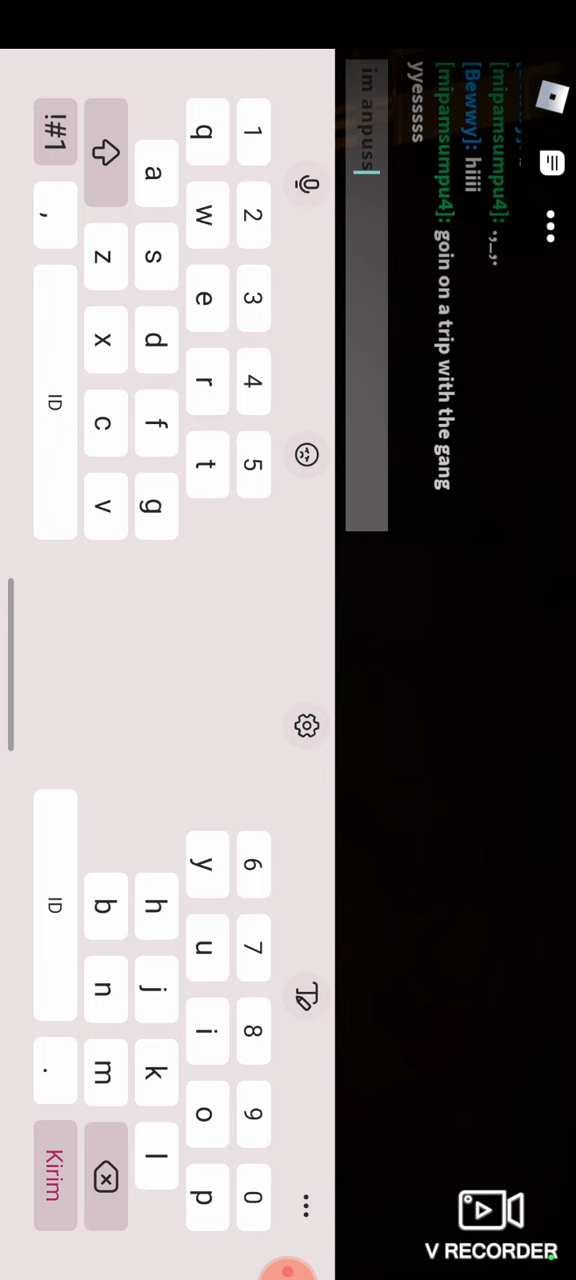 [mipamsumpu4]: ·,_,·
[Bewwy]: hiiii
[mipamsumpu4]: goin on a trip with the gang
yyesssss
im anpuss
1 2 3 4 5 6 7 8 9 0
q w e r t y u i o p
a s d f g h j k l
z x c v b n m
!#1 , ID ID . Kirim
V RECORDER